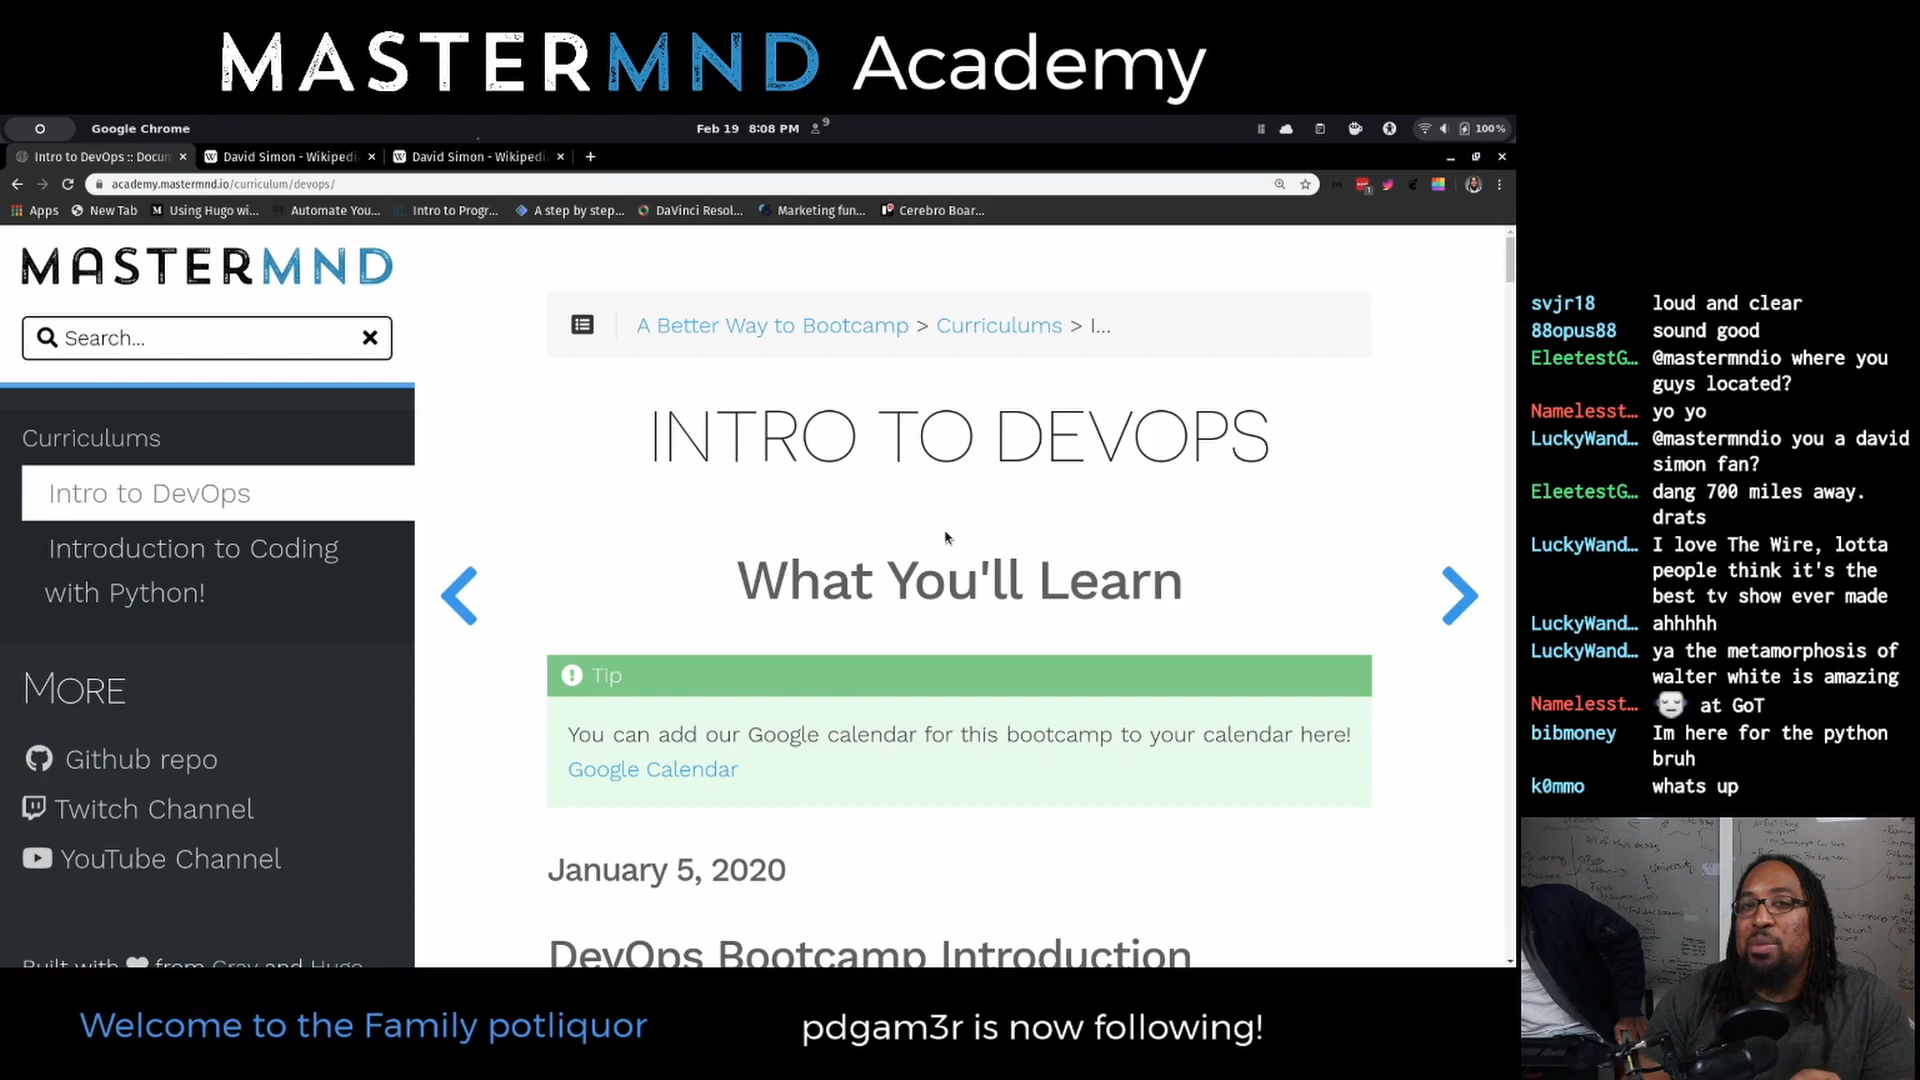 MASTERMND Academy
Google Chrome
Feb 19 8:08 PM
9
100%
Intro to DevOps :: Docum
David Simon - Wikipedi
David Simon - Wikipedi
academy.mastermnd.io/curriculum/devops/
Apps
New Tab
Using Hugo wi...
Automate You...
Intro to Progr...
A step by step...
DaVinci Resol...
Marketing fun...
Cerebro Boar...
MASTERMND
Search...
Curriculums
Intro to DevOps
Introduction to Coding
with Python!
MORE
Github repo
Twitch Channel
YouTube Channel
Built with from Grav and Hugo
A Better Way to Bootcamp > Curriculums > I...
INTRO TO DEVOPS
What You'll Learn
Tip
You can add our Google calendar for this bootcamp to your calendar here!
Google Calendar
January 5, 2020
DevOps Bootcamp Introduction
svjr18 loud and clear
88opus88 sound good
EleetestG... @mastermndio where you
guys located?
Namelesst... yo yo
LuckyWand... @mastermndio you a david
simon fan?
EleetestG... dang 700 miles away.
drats
LuckyWand... I love The Wire, lotta
people think it's the
best tv show ever made
LuckyWand... ahhhhh
LuckyWand... ya the metamorphosis of
walter white is amazing
Namelesst... at GoT
bibmoney Im here for the python
bruh
k0mmo whats up
Welcome to the Family potliquor
pdgam3r is now following!